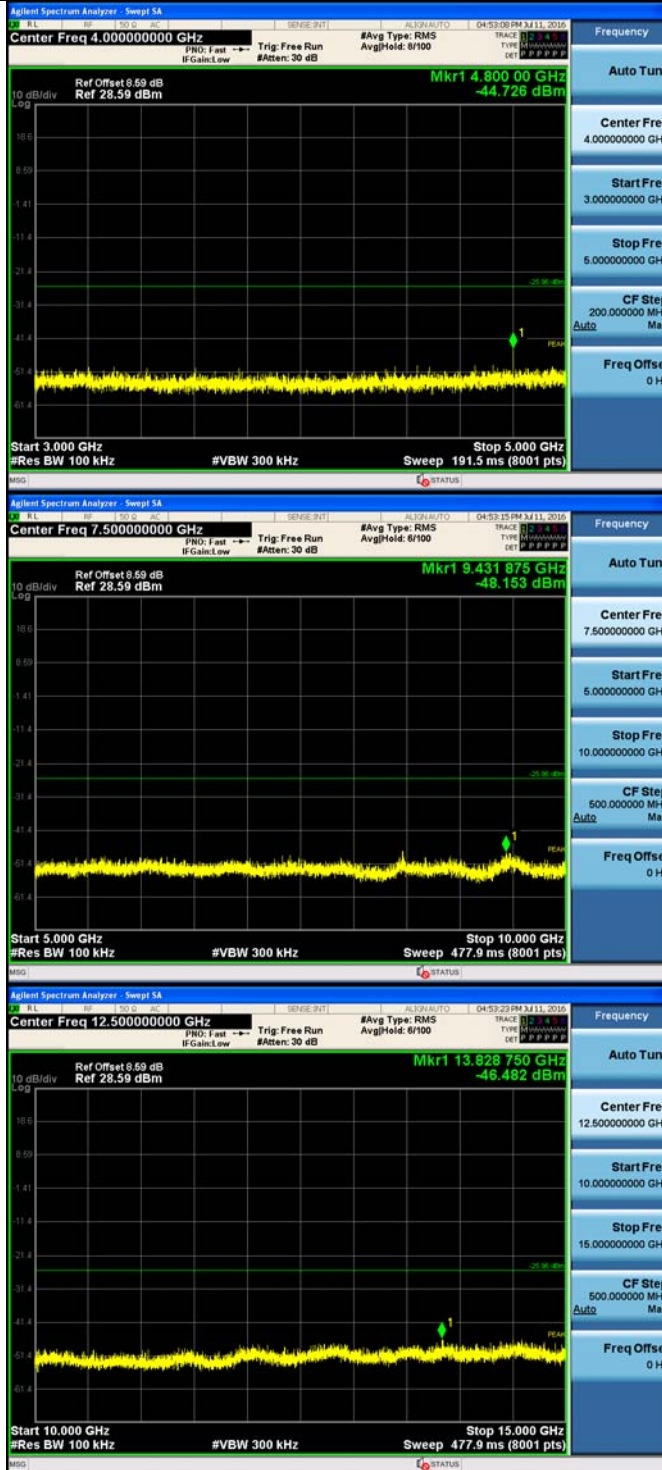 Agilent Spectrum Analyzer - Swept SA
RL RF 50 Ω AC SENSE:INT ALIGN AUTO 04:53:08 PM Jul 11, 2016
Center Freq 4.000000000 GHz
PNO: Fast Trig: Free Run
IFGain:Low #Atten: 30 dB
#Avg Type: RMS
Avg|Hold: 8/100
TRACE 1 2 3 4 5 6
TYPE M
DET P P P P P P
Mkr1 4.800 00 GHz
-44.726 dBm
Ref Offset 8.59 dB
10 dB/div Ref 28.59 dBm
Log
18.6
8.59
-1.41
-11.4
-21.4
-25.95 dBm
-31.4
-41.4
1
PEAK
-51.4
-61.4
Start 3.000 GHz Stop 5.000 GHz
#Res BW 100 kHz #VBW 300 kHz Sweep 191.5 ms (8001 pts)
MSG STATUS
Frequency
Auto Tun
Center Fre
4.000000000 GH
Start Fre
3.000000000 GH
Stop Fre
5.000000000 GH
CF Ste
200.000000 MH
Auto Ma
Freq Offse
0 H
Agilent Spectrum Analyzer - Swept SA
RL RF 50 Ω AC SENSE:INT ALIGN AUTO 04:53:15 PM Jul 11, 2016
Center Freq 7.500000000 GHz
PNO: Fast Trig: Free Run
IFGain:Low #Atten: 30 dB
#Avg Type: RMS
Avg|Hold: 6/100
TRACE 1 2 3 4 5 6
TYPE M
DET P P P P P P
Mkr1 9.431 875 GHz
-48.153 dBm
Ref Offset 8.59 dB
10 dB/div Ref 28.59 dBm
Log
18.6
8.59
-1.41
-11.4
-21.4
-25.95 dBm
-31.4
-41.4
1
PEAK
-51.4
-61.4
Start 5.000 GHz Stop 10.000 GHz
#Res BW 100 kHz #VBW 300 kHz Sweep 477.9 ms (8001 pts)
MSG STATUS
Frequency
Auto Tun
Center Fre
7.500000000 GH
Start Fre
5.000000000 GH
Stop Fre
10.000000000 GH
CF Ste
500.000000 MH
Auto Ma
Freq Offse
0 H
Agilent Spectrum Analyzer - Swept SA
RL RF 50 Ω AC SENSE:INT ALIGN AUTO 04:53:23 PM Jul 11, 2016
Center Freq 12.500000000 GHz
PNO: Fast Trig: Free Run
IFGain:Low #Atten: 30 dB
#Avg Type: RMS
Avg|Hold: 6/100
TRACE 1 2 3 4 5 6
TYPE M
DET P P P P P P
Mkr1 13.828 750 GHz
-46.482 dBm
Ref Offset 8.59 dB
10 dB/div Ref 28.59 dBm
Log
18.6
8.59
-1.41
-11.4
-21.4
-25.95 dBm
-31.4
-41.4
1
PEAK
-51.4
-61.4
Start 10.000 GHz Stop 15.000 GHz
#Res BW 100 kHz #VBW 300 kHz Sweep 477.9 ms (8001 pts)
MSG STATUS
Frequency
Auto Tun
Center Fre
12.500000000 GH
Start Fre
10.000000000 GH
Stop Fre
15.000000000 GH
CF Ste
500.000000 MH
Auto Ma
Freq Offse
0 H